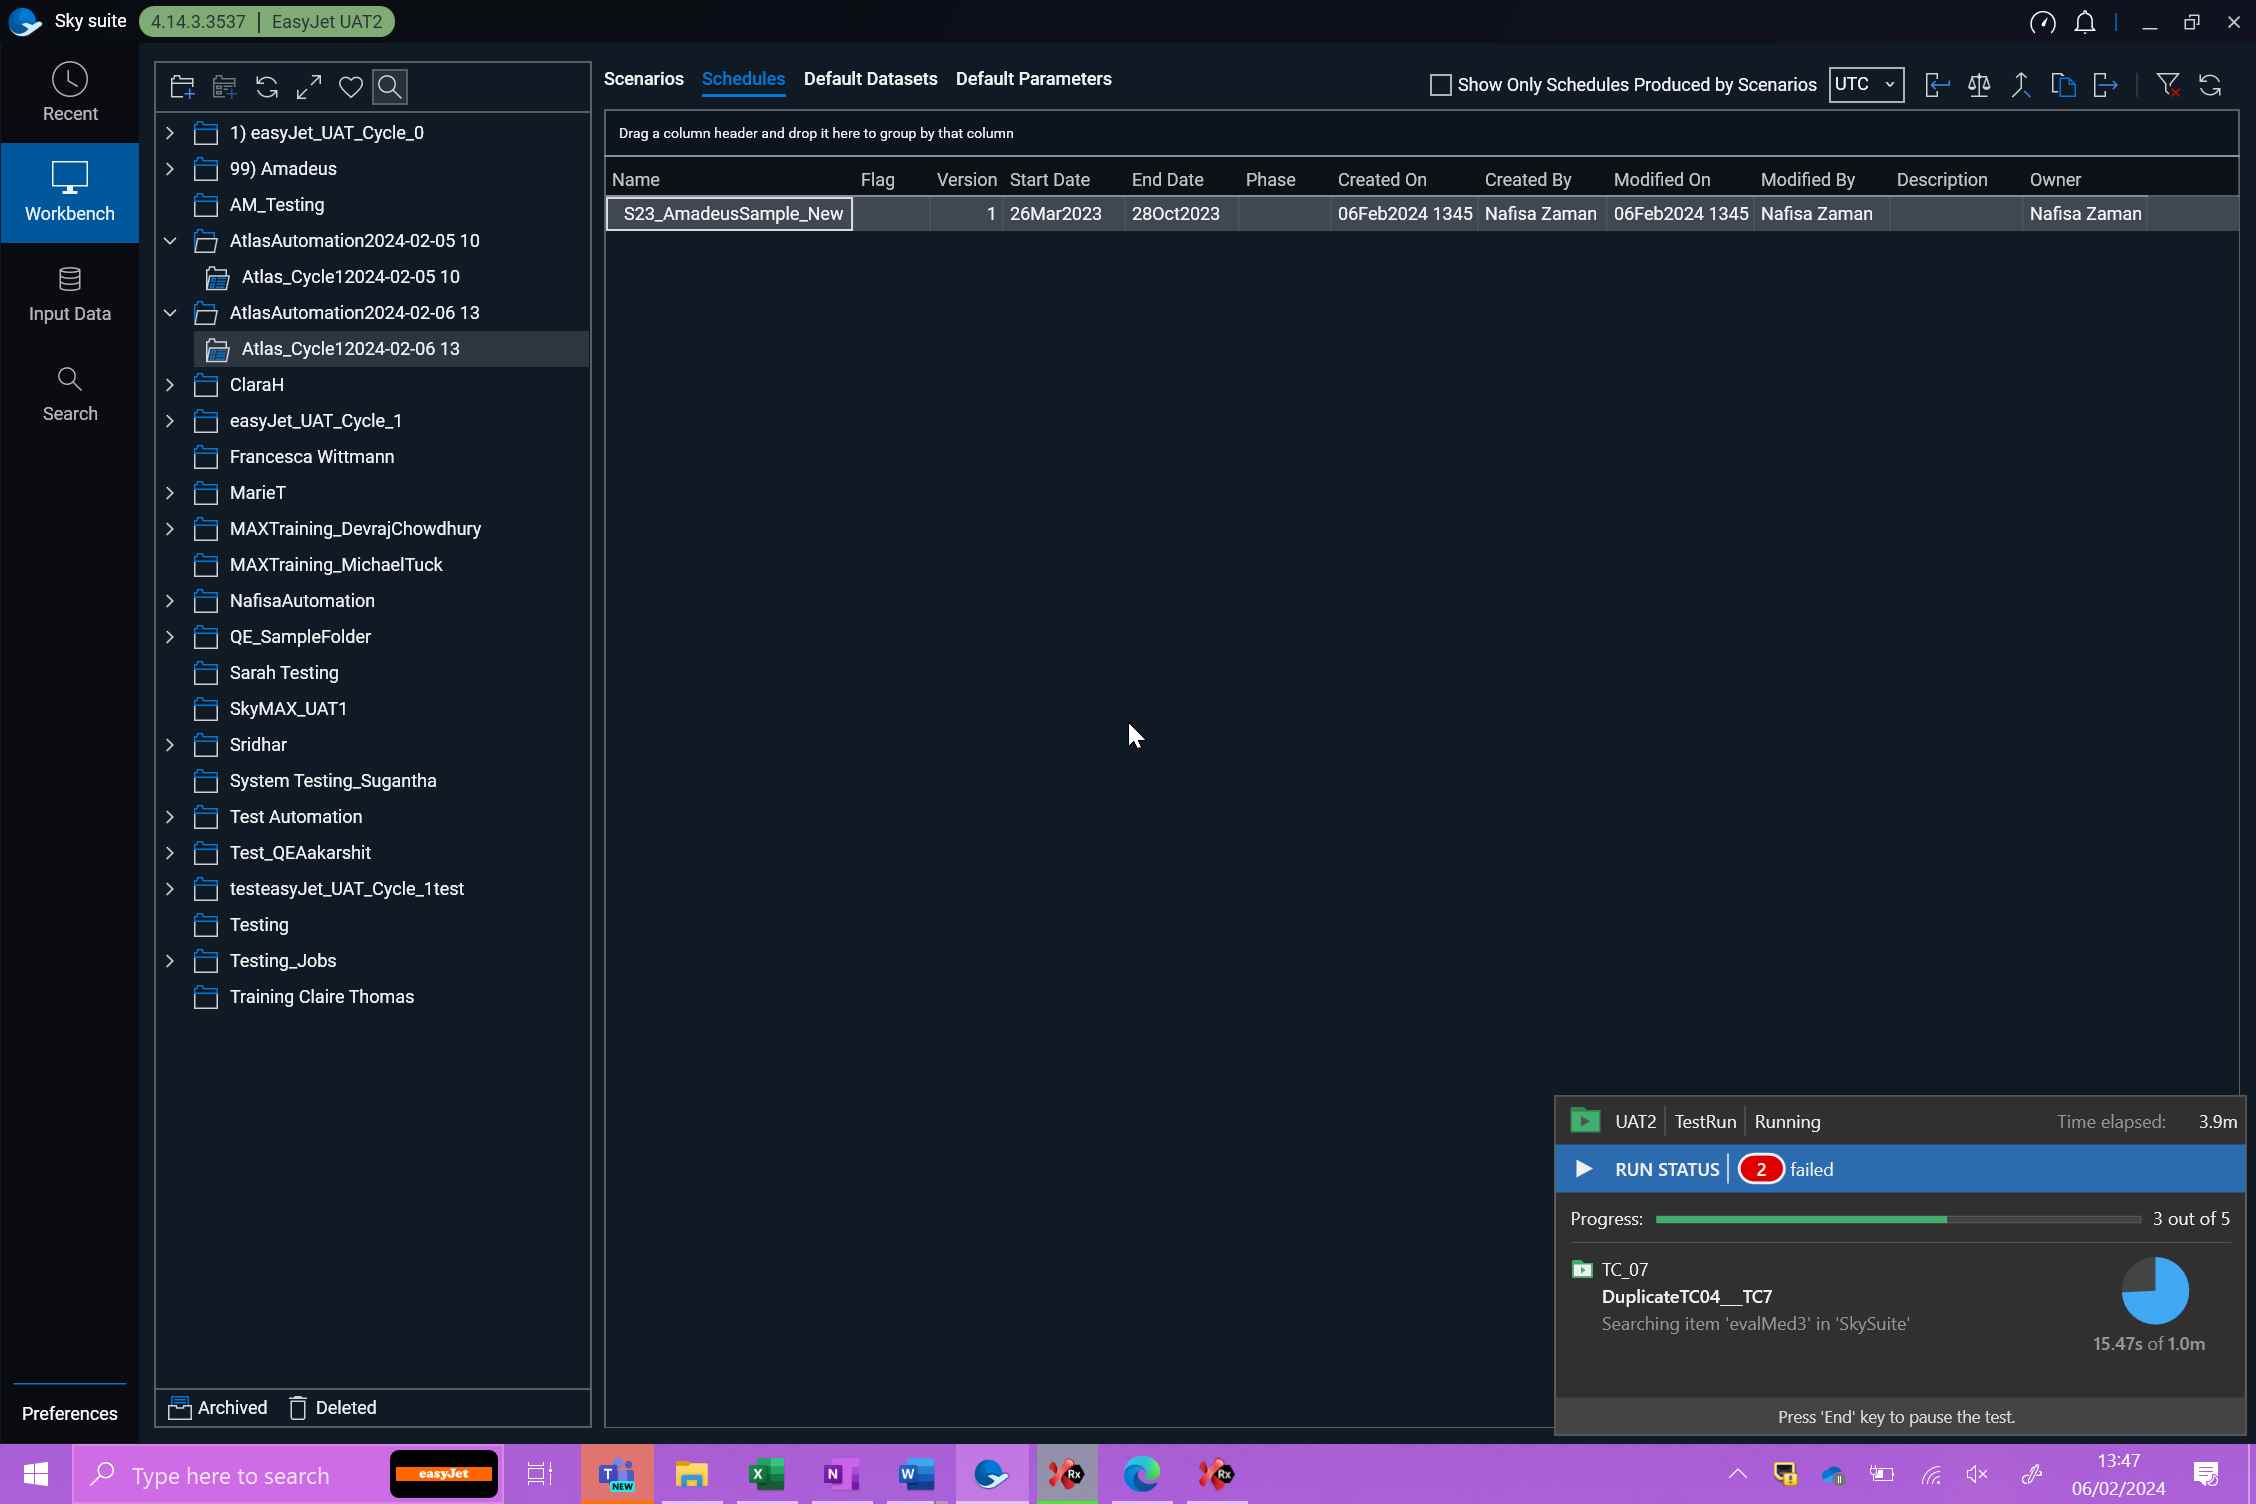 Sky suite 4.14.3.3537 | EasyJet UAT2
Recent
Workbench
Input Data
Search
Preferences
1) easyJet_UAT_Cycle_0
99) Amadeus
AM_Testing
AtlasAutomation2024-02-05 10
Atlas_Cycle12024-02-05 10
AtlasAutomation2024-02-06 13
Atlas_Cycle12024-02-06 13
ClaraH
easyJet_UAT_Cycle_1
Francesca Wittmann
MarieT
MAXTraining_DevrajChowdhury
MAXTraining_MichaelTuck
NafisaAutomation
QE_SampleFolder
Sarah Testing
SkyMAX_UAT1
Sridhar
System Testing_Sugantha
Test Automation
Test_QEAakarshit
testeasyJet_UAT_Cycle_1test
Testing
Testing_Jobs
Training Claire Thomas
Archived Deleted
Scenarios Schedules Default Datasets Default Parameters
Show Only Schedules Produced by Scenarios UTC
Drag a column header and drop it here to group by that column
Name Flag Version Start Date End Date Phase Created On Created By Modified On Modified By Description Owner
S23_AmadeusSample_New 1 26Mar2023 28Oct2023 06Feb2024 1345 Nafisa Zaman 06Feb2024 1345 Nafisa Zaman Nafisa Zaman
UAT2 | TestRun | Running Time elapsed: 3.9m
RUN STATUS | 2 failed
Progress: 3 out of 5
TC_07
DuplicateTC04___TC7
Searching item 'evalMed3' in 'SkySuite'
15.47s of 1.0m
Press 'End' key to pause the test.
Type here to search
easyJet
T
NEW
X
N
W
Rx
Rx
13:47
06/02/2024